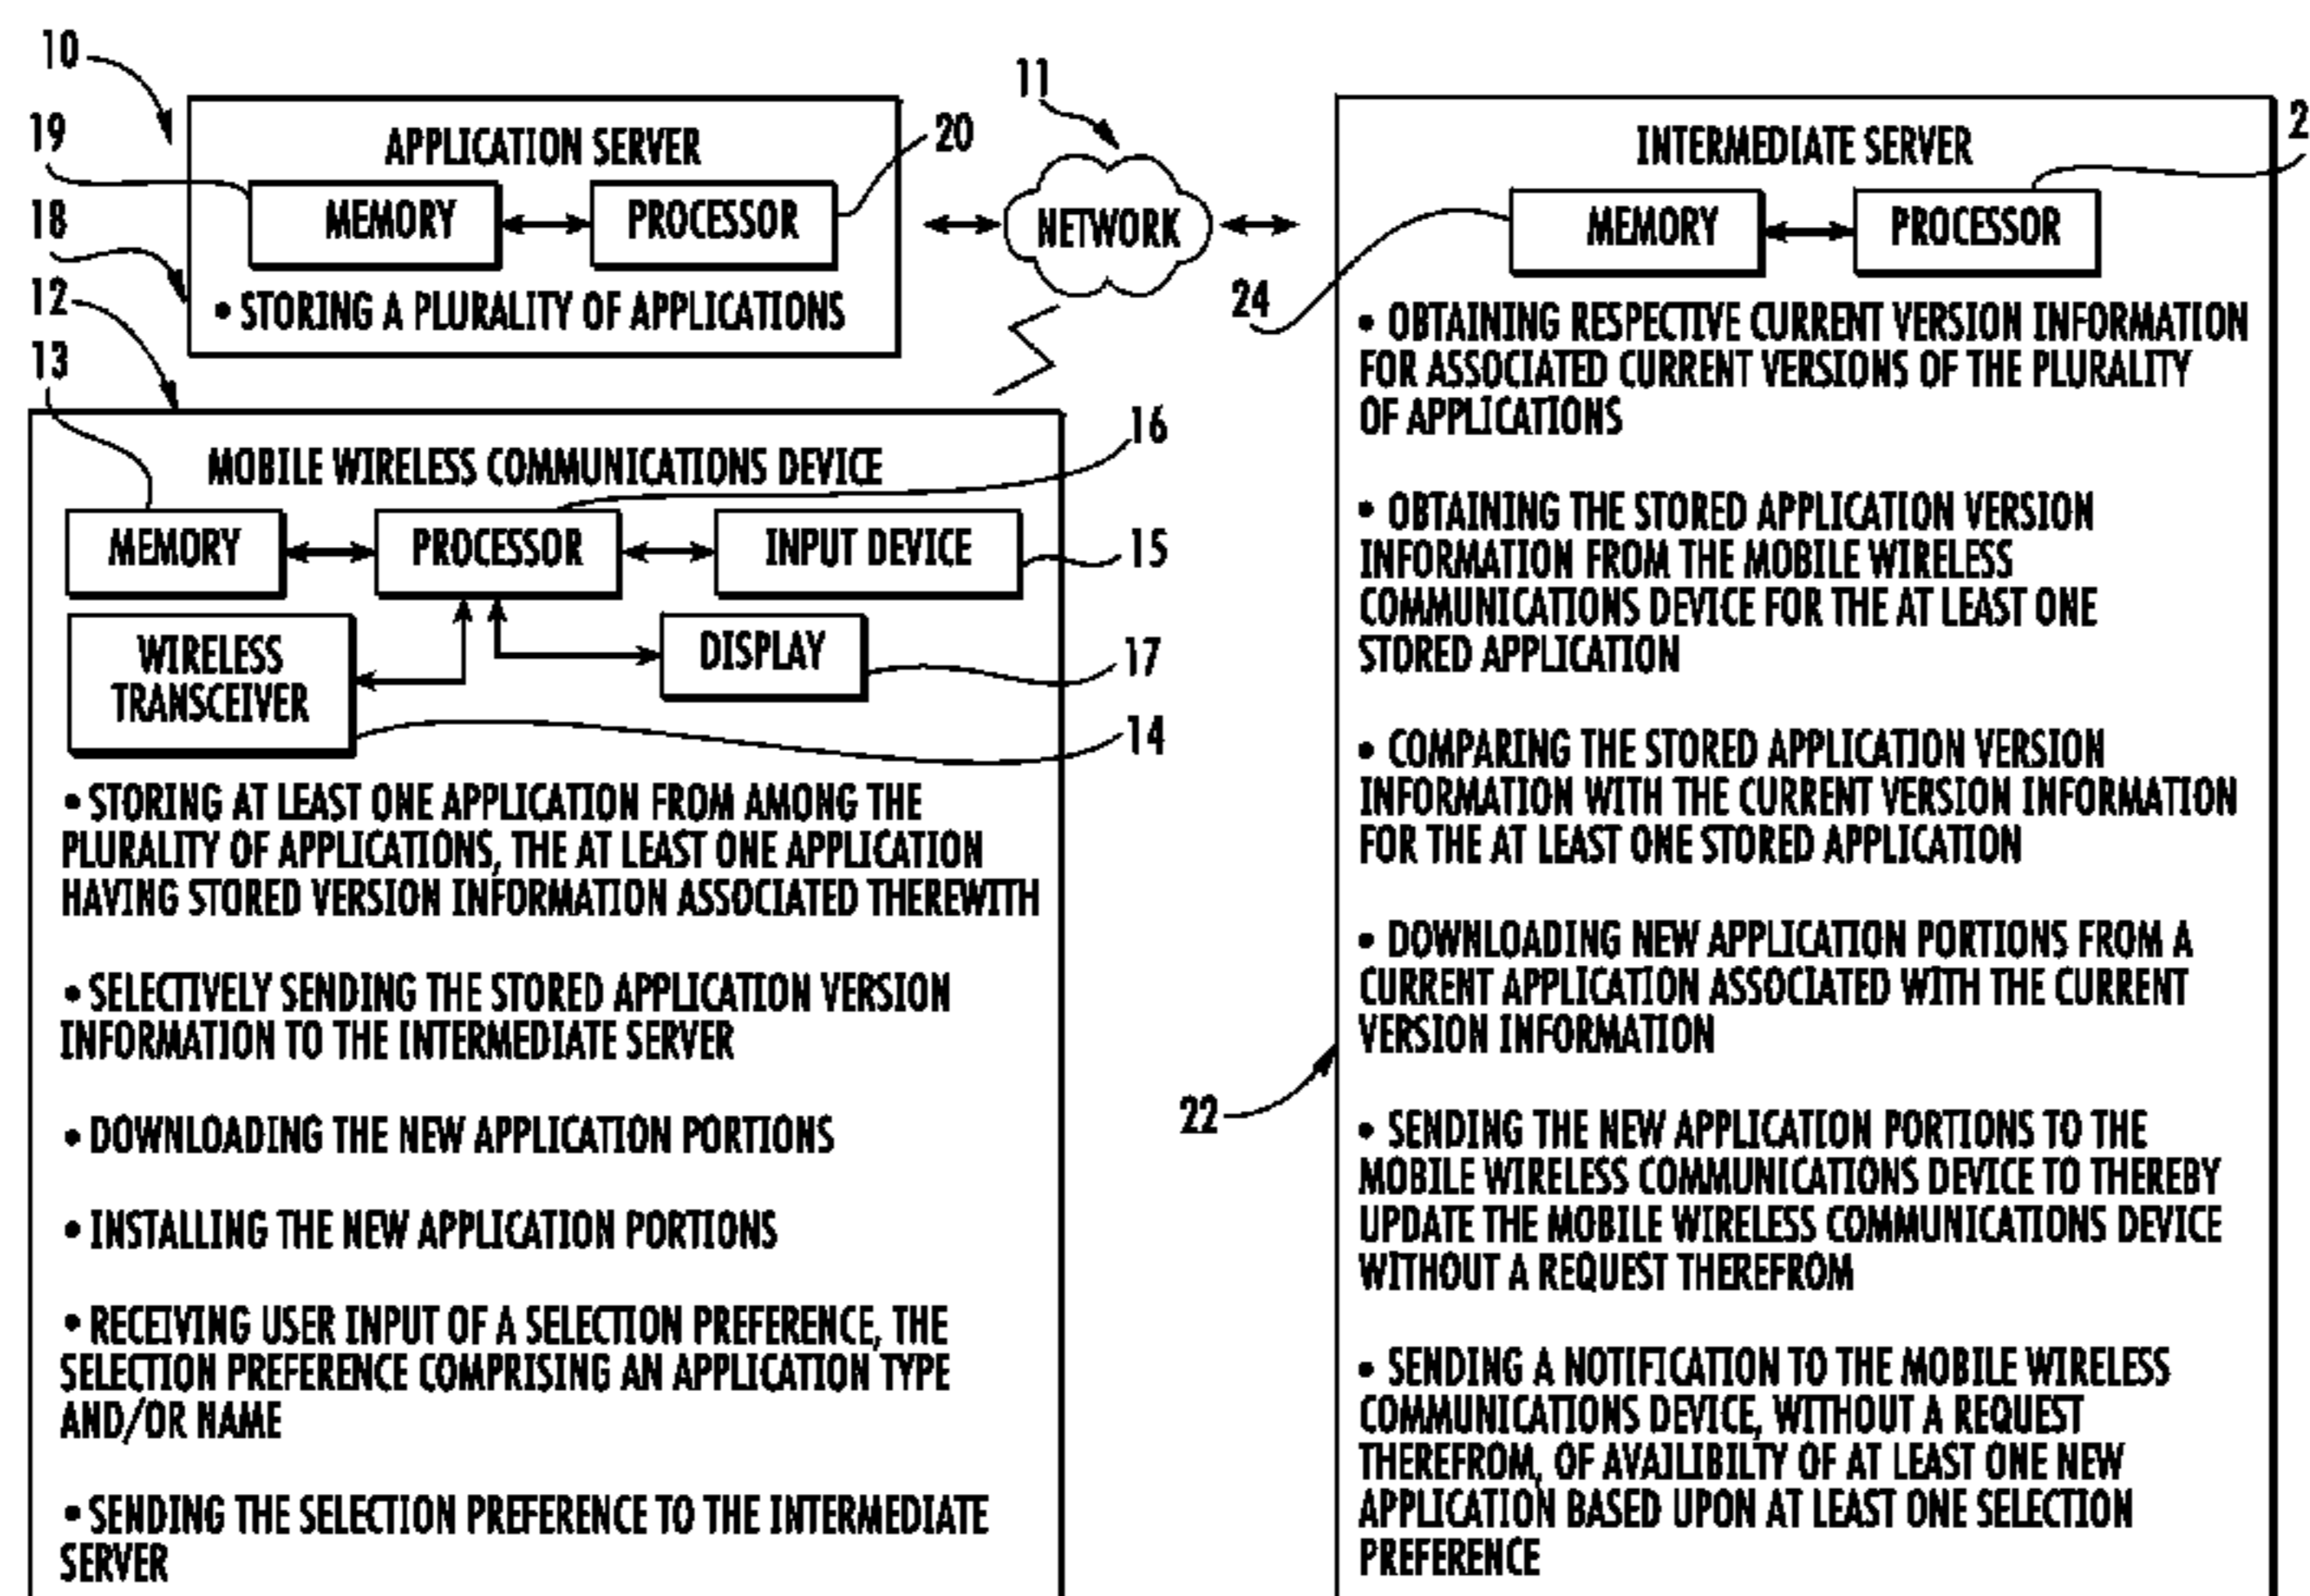 10
19
18
12
13
APPLICATION SERVER
MEMORY
PROCESSOR
20
• STORING A PLURALITY OF APPLICATIONS
11
NETWORK
MOBILE WIRELESS COMMUNICATIONS DEVICE
16
MEMORY
PROCESSOR
INPUT DEVICE
15
WIRELESS
TRANSCEIVER
DISPLAY
17
14
• STORING AT LEAST ONE APPLICATION FROM AMONG THE
PLURALITY OF APPLICATIONS, THE AT LEAST ONE APPLICATION
HAVING STORED VERSION INFORMATION ASSOCIATED THEREWITH
• SELECTIVELY SENDING THE STORED APPLICATION VERSION
INFORMATION TO THE INTERMEDIATE SERVER
• DOWNLOADING THE NEW APPLICATION PORTIONS
• INSTALLING THE NEW APPLICATION PORTIONS
• RECEIVING USER INPUT OF A SELECTION PREFERENCE, THE
SELECTION PREFERENCE COMPRISING AN APPLICATION TYPE
AND/OR NAME
• SENDING THE SELECTION PREFERENCE TO THE INTERMEDIATE
SERVER
INTERMEDIATE SERVER
2
MEMORY
PROCESSOR
24
• OBTAINING RESPECTIVE CURRENT VERSION INFORMATION
FOR ASSOCIATED CURRENT VERSIONS OF THE PLURALITY
OF APPLICATIONS
• OBTAINING THE STORED APPLICATION VERSION
INFORMATION FROM THE MOBILE WIRELESS
COMMUNICATIONS DEVICE FOR THE AT LEAST ONE
STORED APPLICATION
• COMPARING THE STORED APPLICATION VERSION
INFORMATION WITH THE CURRENT VERSION INFORMATION
FOR THE AT LEAST ONE STORED APPLICATION
• DOWNLOADING NEW APPLICATION PORTIONS FROM A
CURRENT APPLICATION ASSOCIATED WITH THE CURRENT
VERSION INFORMATION
22
• SENDING THE NEW APPLICATION PORTIONS TO THE
MOBILE WIRELESS COMMUNICATIONS DEVICE TO THEREBY
UPDATE THE MOBILE WIRELESS COMMUNICATIONS DEVICE
WITHOUT A REQUEST THEREFROM
• SENDING A NOTIFICATION TO THE MOBILE WIRELESS
COMMUNICATIONS DEVICE, WITHOUT A REQUEST
THEREFROM, OF AVAILIBILTY OF AT LEAST ONE NEW
APPLICATION BASED UPON AT LEAST ONE SELECTION
PREFERENCE